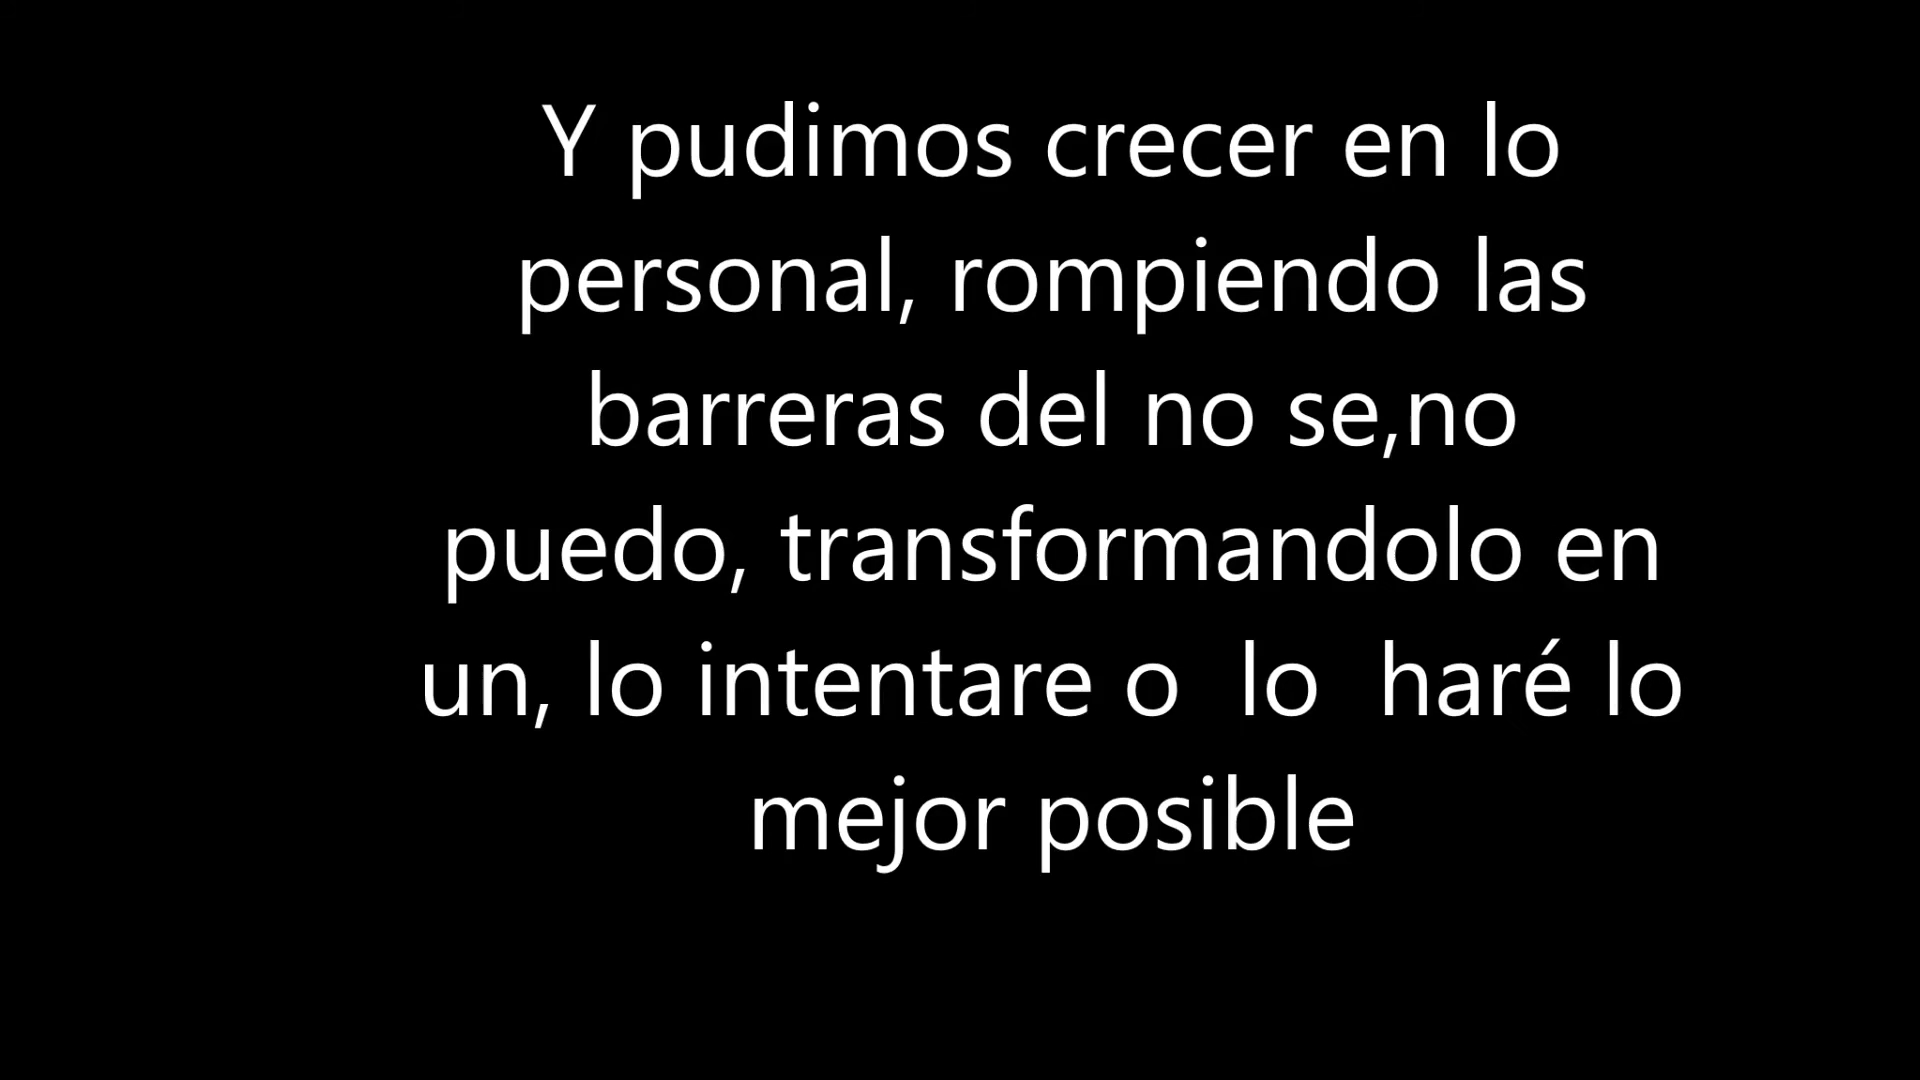 Y pudimos crecer en lo
personal, rompiendo las
barreras del no se,no
puedo, transformandolo en
un, lo intentare o  lo  haré lo
mejor posible